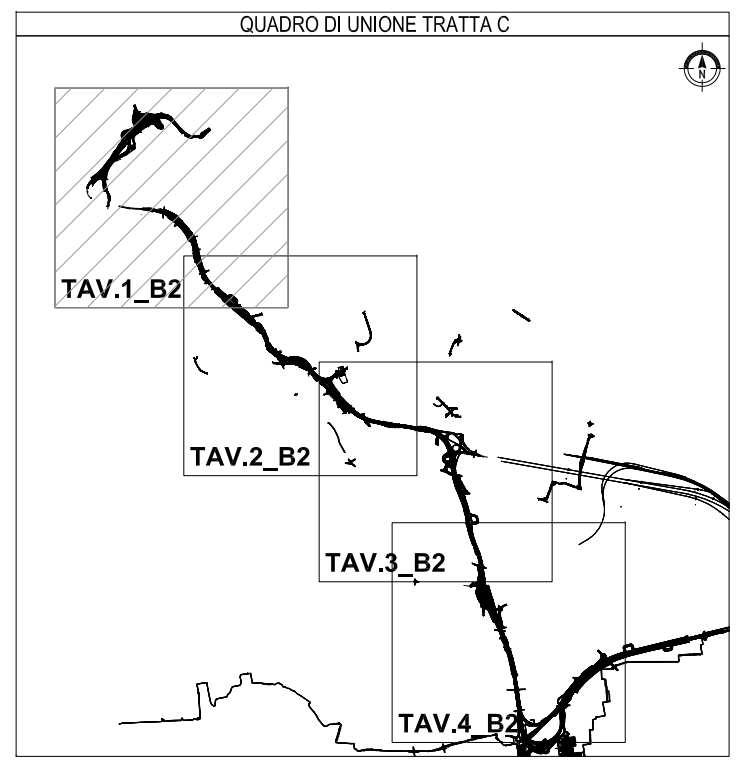 QUADRO DI UNIONE TRATTA C
N
TAV.1_B2
TAV.2_B2
TAV.3_B2
TAV.4_B2